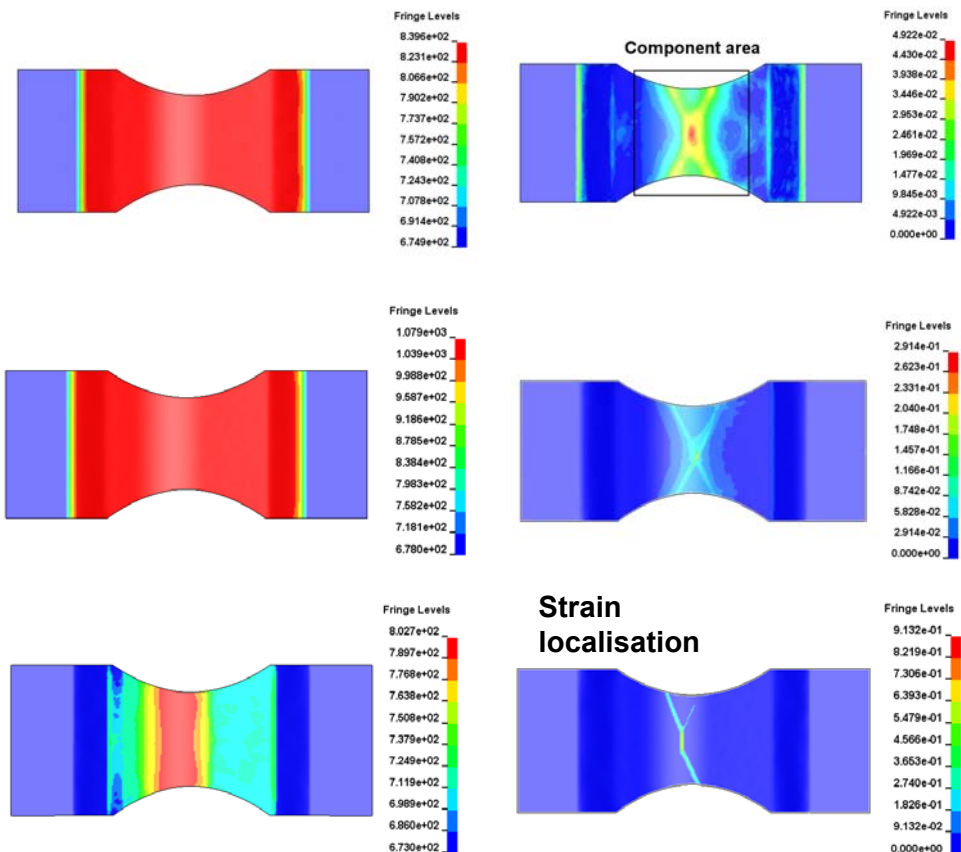 Fringe Levels
8.396e+02
8.231e+02
8.066e+02
7.902e+02
7.737e+02
7.572e+02
7.408e+02
7.243e+02
7.078e+02
6.914e+02
6.749e+02
Component area
Fringe Levels
4.922e-02
4.430e-02
3.938e-02
3.446e-02
2.953e-02
2.461e-02
1.969e-02
1.477e-02
9.845e-03
4.922e-03
0.000e+00
Fringe Levels
1.079e+03
1.039e+03
9.988e+02
9.587e+02
9.186e+02
8.785e+02
8.384e+02
7.983e+02
7.582e+02
7.181e+02
6.780e+02
Fringe Levels
2.914e-01
2.623e-01
2.331e-01
2.040e-01
1.748e-01
1.457e-01
1.166e-01
8.742e-02
5.828e-02
2.914e-02
0.000e+00
Fringe Levels
8.027e+02
7.897e+02
7.768e+02
7.638e+02
7.508e+02
7.379e+02
7.249e+02
7.119e+02
6.989e+02
6.860e+02
6.730e+02
Strain
localisation
Fringe Levels
9.132e-01
8.219e-01
7.306e-01
6.393e-01
5.479e-01
4.566e-01
3.653e-01
2.740e-01
1.826e-01
9.132e-02
0.000e+00